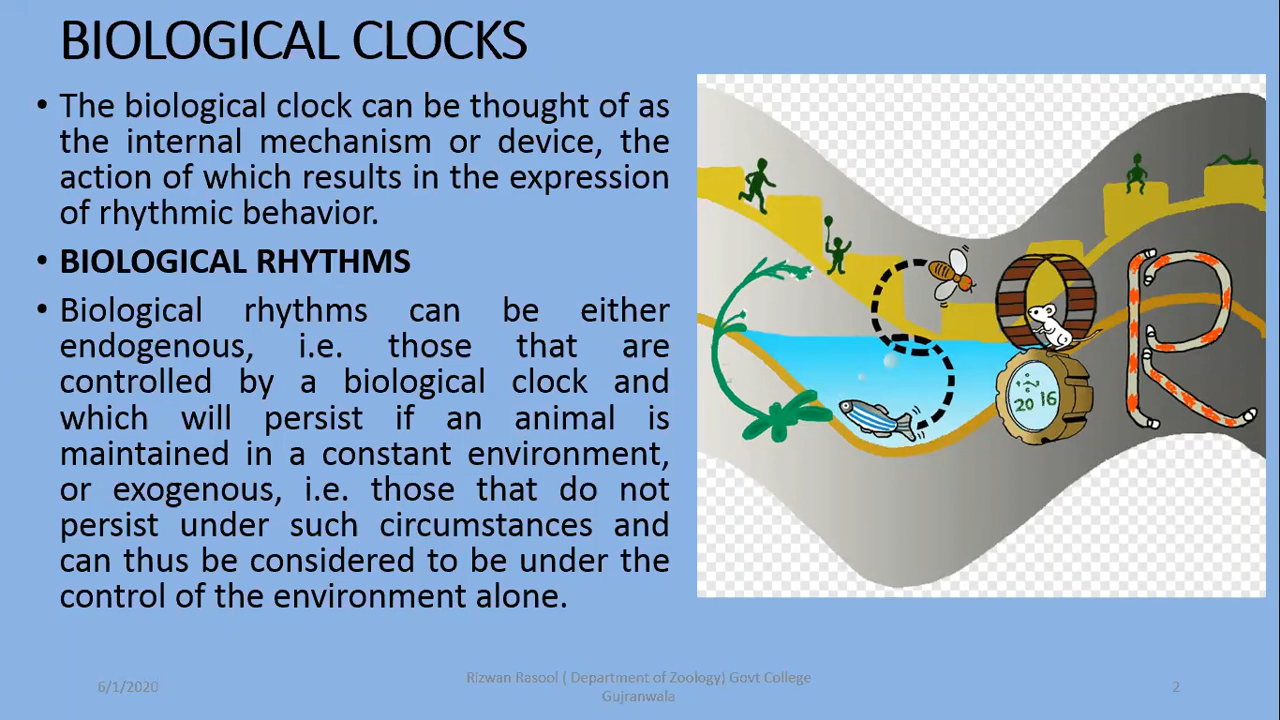 BIOLOGICAL CLOCKS
• The biological clock can be thought of as
the internal mechanism or device, the
action of which results in the expression
of rhythmic behavior.
• BIOLOGICAL RHYTHMS
• Biological rhythms can be either
endogenous, i.e. those that are
controlled by a biological clock and
which will persist if an animal is
maintained in a constant environment,
or exogenous, i.e. those that do not
persist under such circumstances and
can thus be considered to be under the
control of the environment alone.
2016
6/1/2020
Rizwan Rasool ( Department of Zoology) Govt College
Gujranwala
2